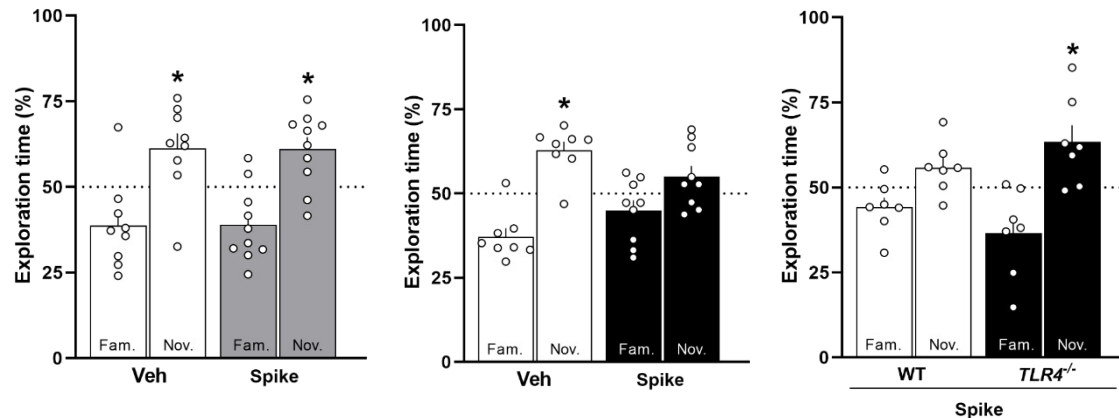 100
75
50
25
0
Exploration time (%)
*
*
Fam.
Nov.
Fam.
Nov.
Veh
Spike
100
75
50
25
0
Exploration time (%)
*
Fam.
Nov.
Fam.
Nov.
Veh
Spike
100
75
50
25
0
Exploration time (%)
*
Fam.
Nov.
Fam.
Nov.
WT
TLR4-/-
Spike